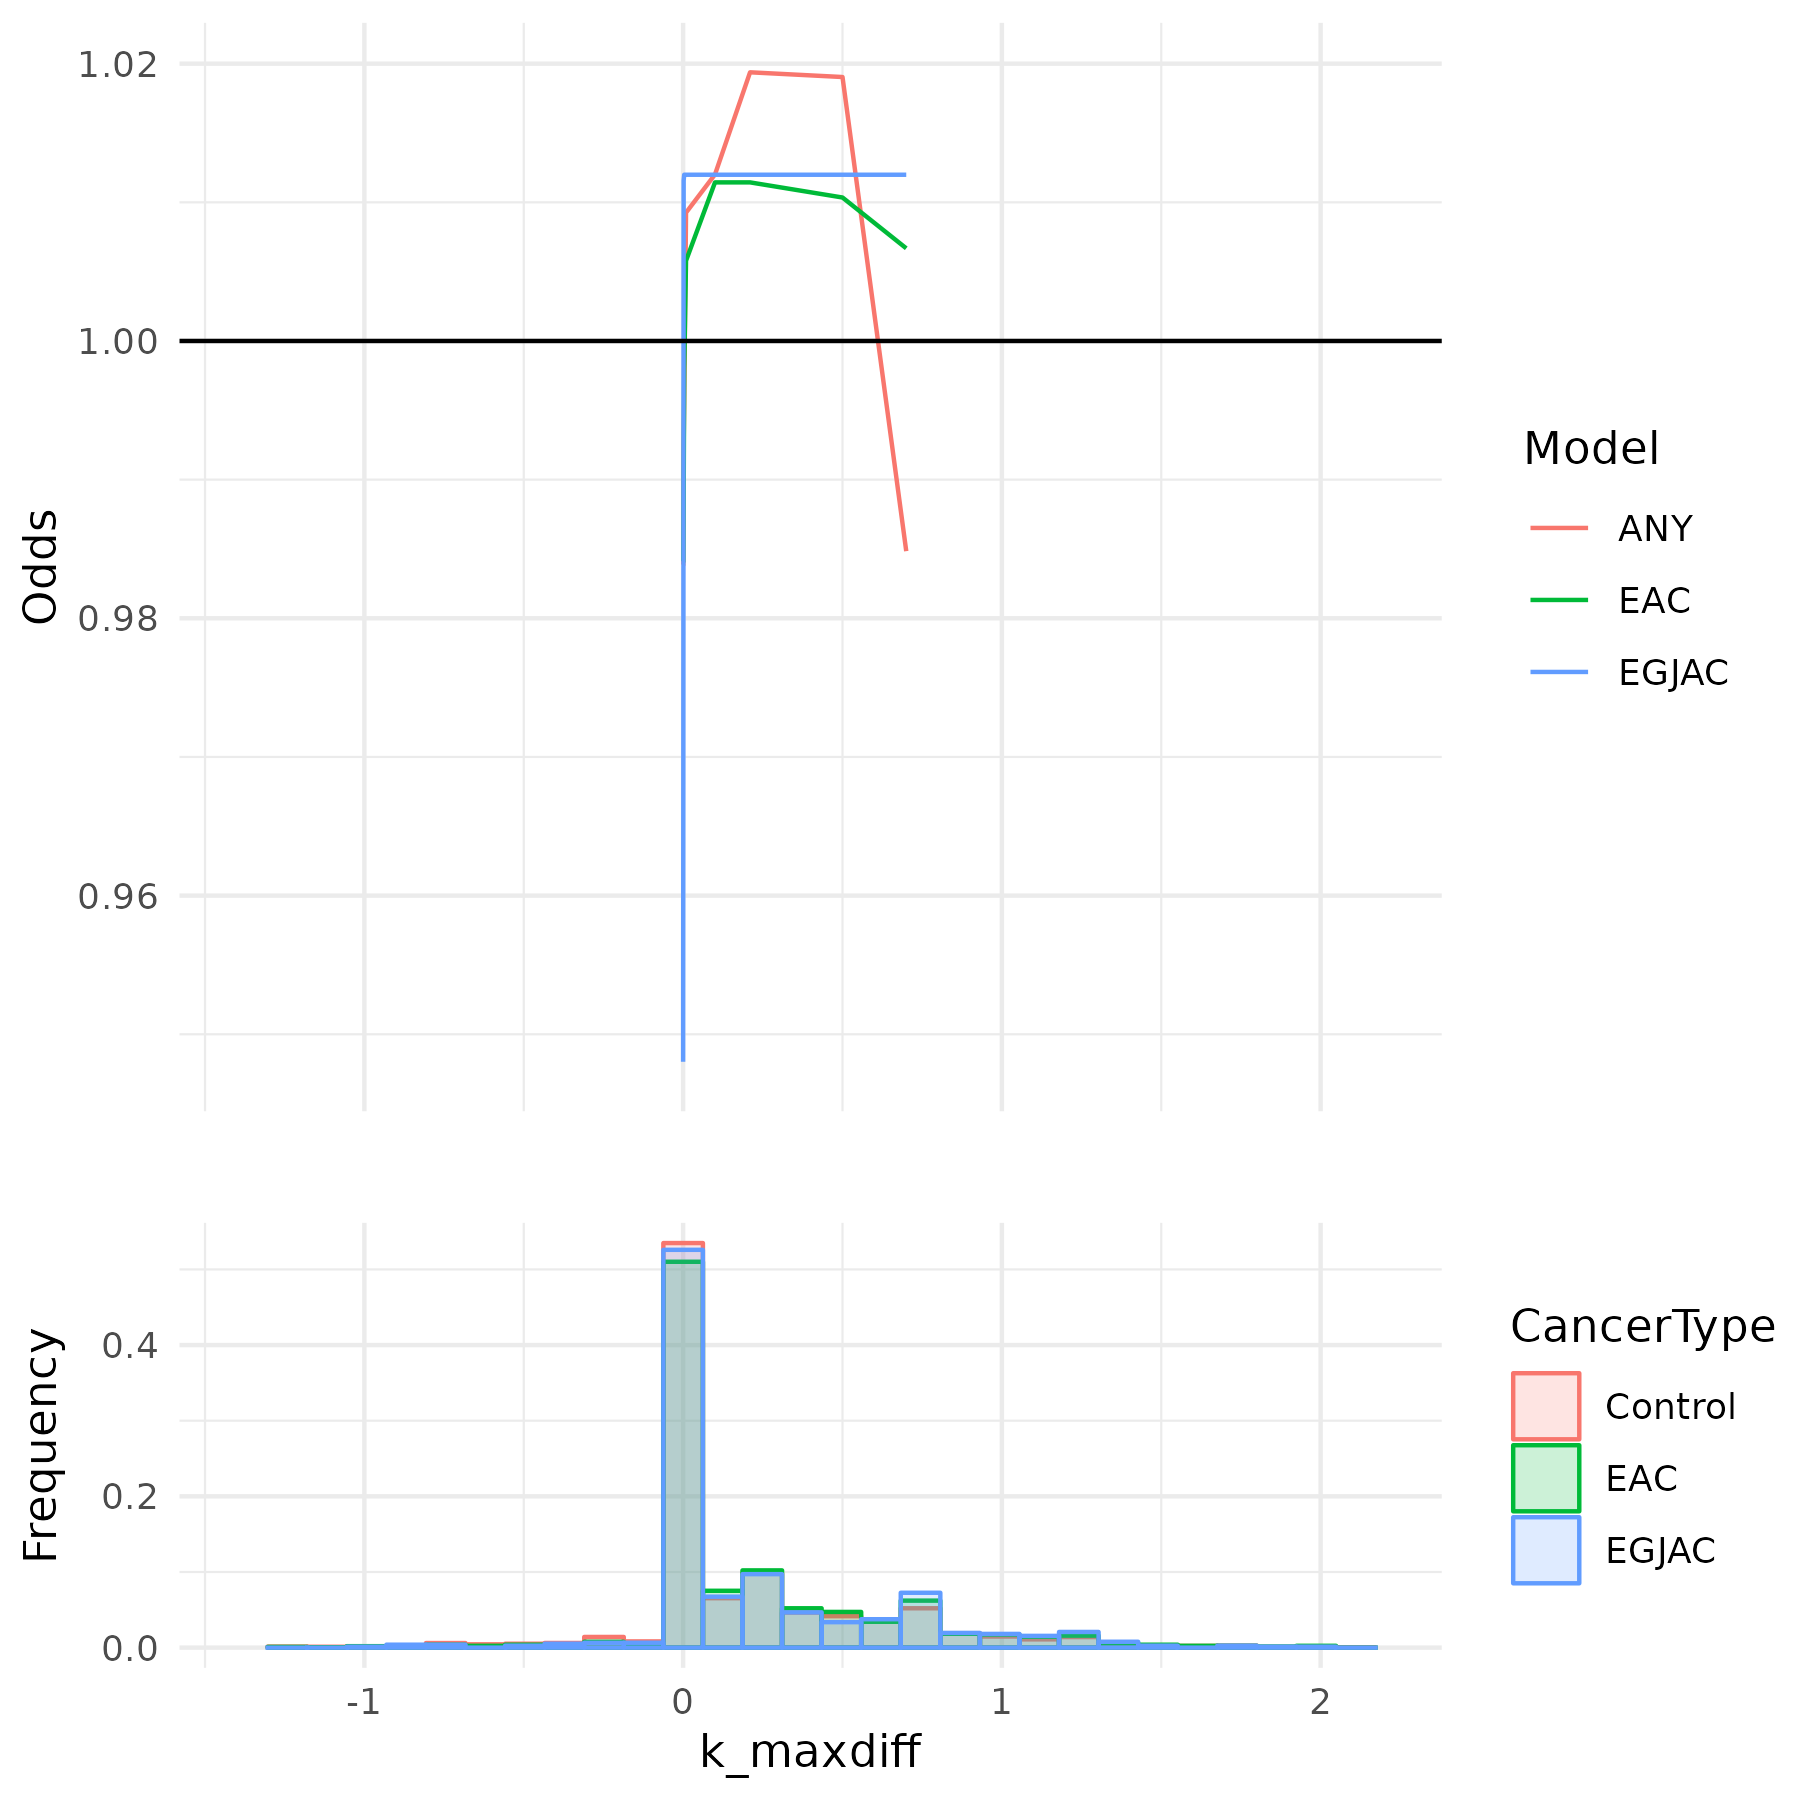 1.02
1.00
0.98
0.96
Odds
Model
ANY
EAC
EGJAC
0.4
0.2
0.0
Frequency
-1
0
1
2
k_maxdiff
CancerType
Control
EAC
EGJAC